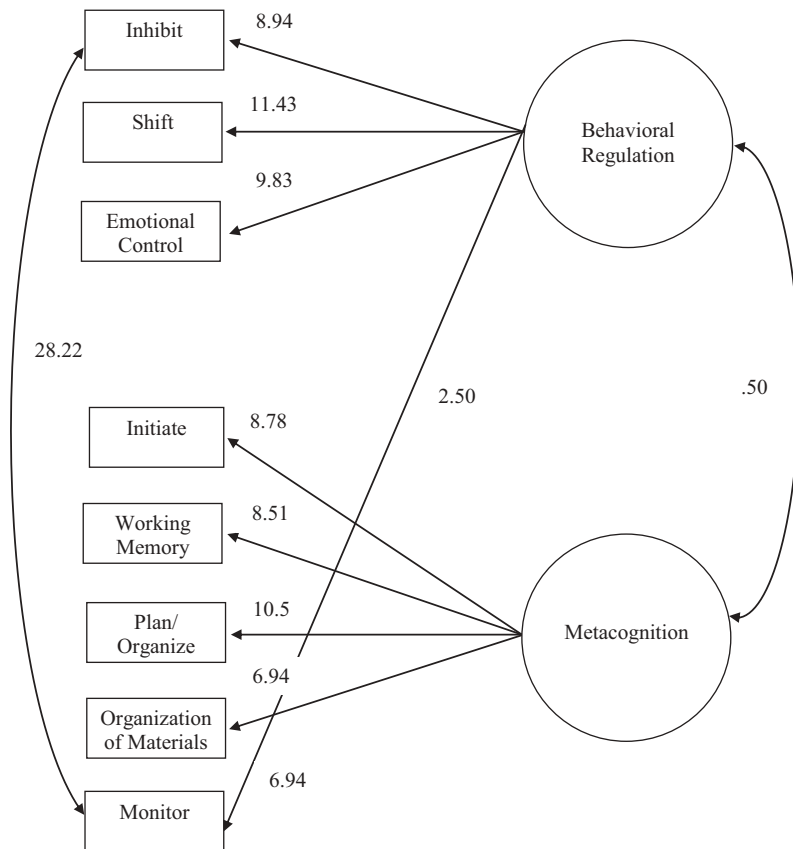 Inhibit
8.94
Shift
11.43
Behavioral
Regulation
9.83
Emotional
Control
28.22
2.50
.50
Initiate
8.78
Working
Memory
8.51
Plan/
Organize
10.5
Metacognition
6.94
Organization
of Materials
6.94
Monitor